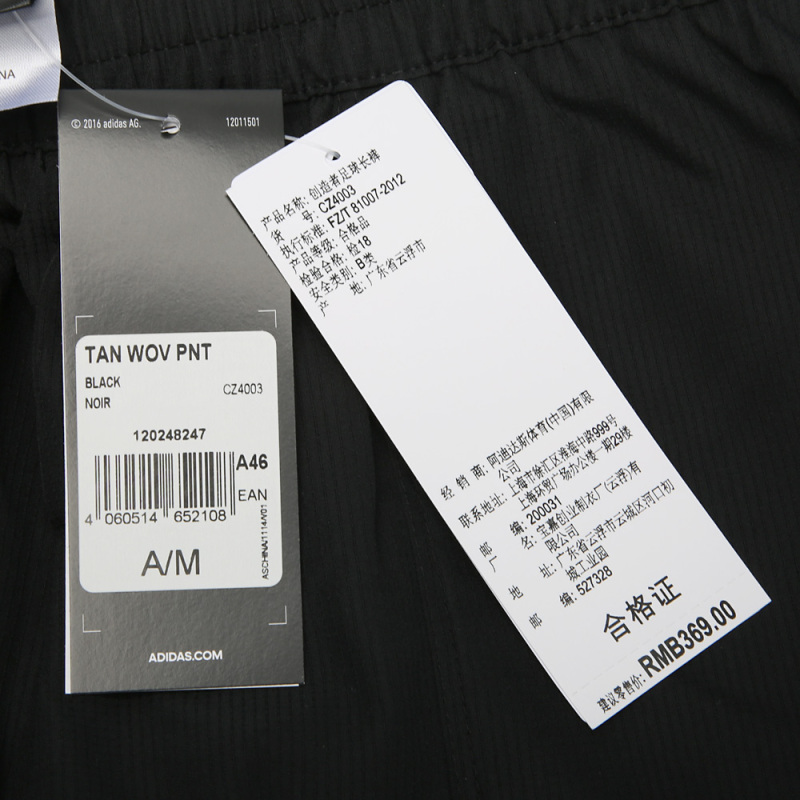 NA
© 2016 adidas AG.
12011501
TAN WOV PNT
BLACK
NOIR
CZ4003
120248247
A46
EAN
4 060514 652108
ASCHINA/1114/V01
A/M
ADIDAS.COM
产品名称: 创造者足球长裤
货 号: CZ4003
执行标准: FZ/T 81007-2012
产品等级: 合格品
检验合格: 检18
安全类别: B类
产 地: 广东省云浮市
经 销 商: 阿迪达斯体育(中国)有限
公司
联系地址: 上海市徐汇区淮海中路999号
上海环贸广场办公楼一期29楼
邮 编: 200031
厂 名: 玉嘉创业制衣厂(云浮)有
限公司
地 址: 广东省云浮市云城区河口初
城工业园
邮 编: 527328
合格证
建议零售价: RMB369.00